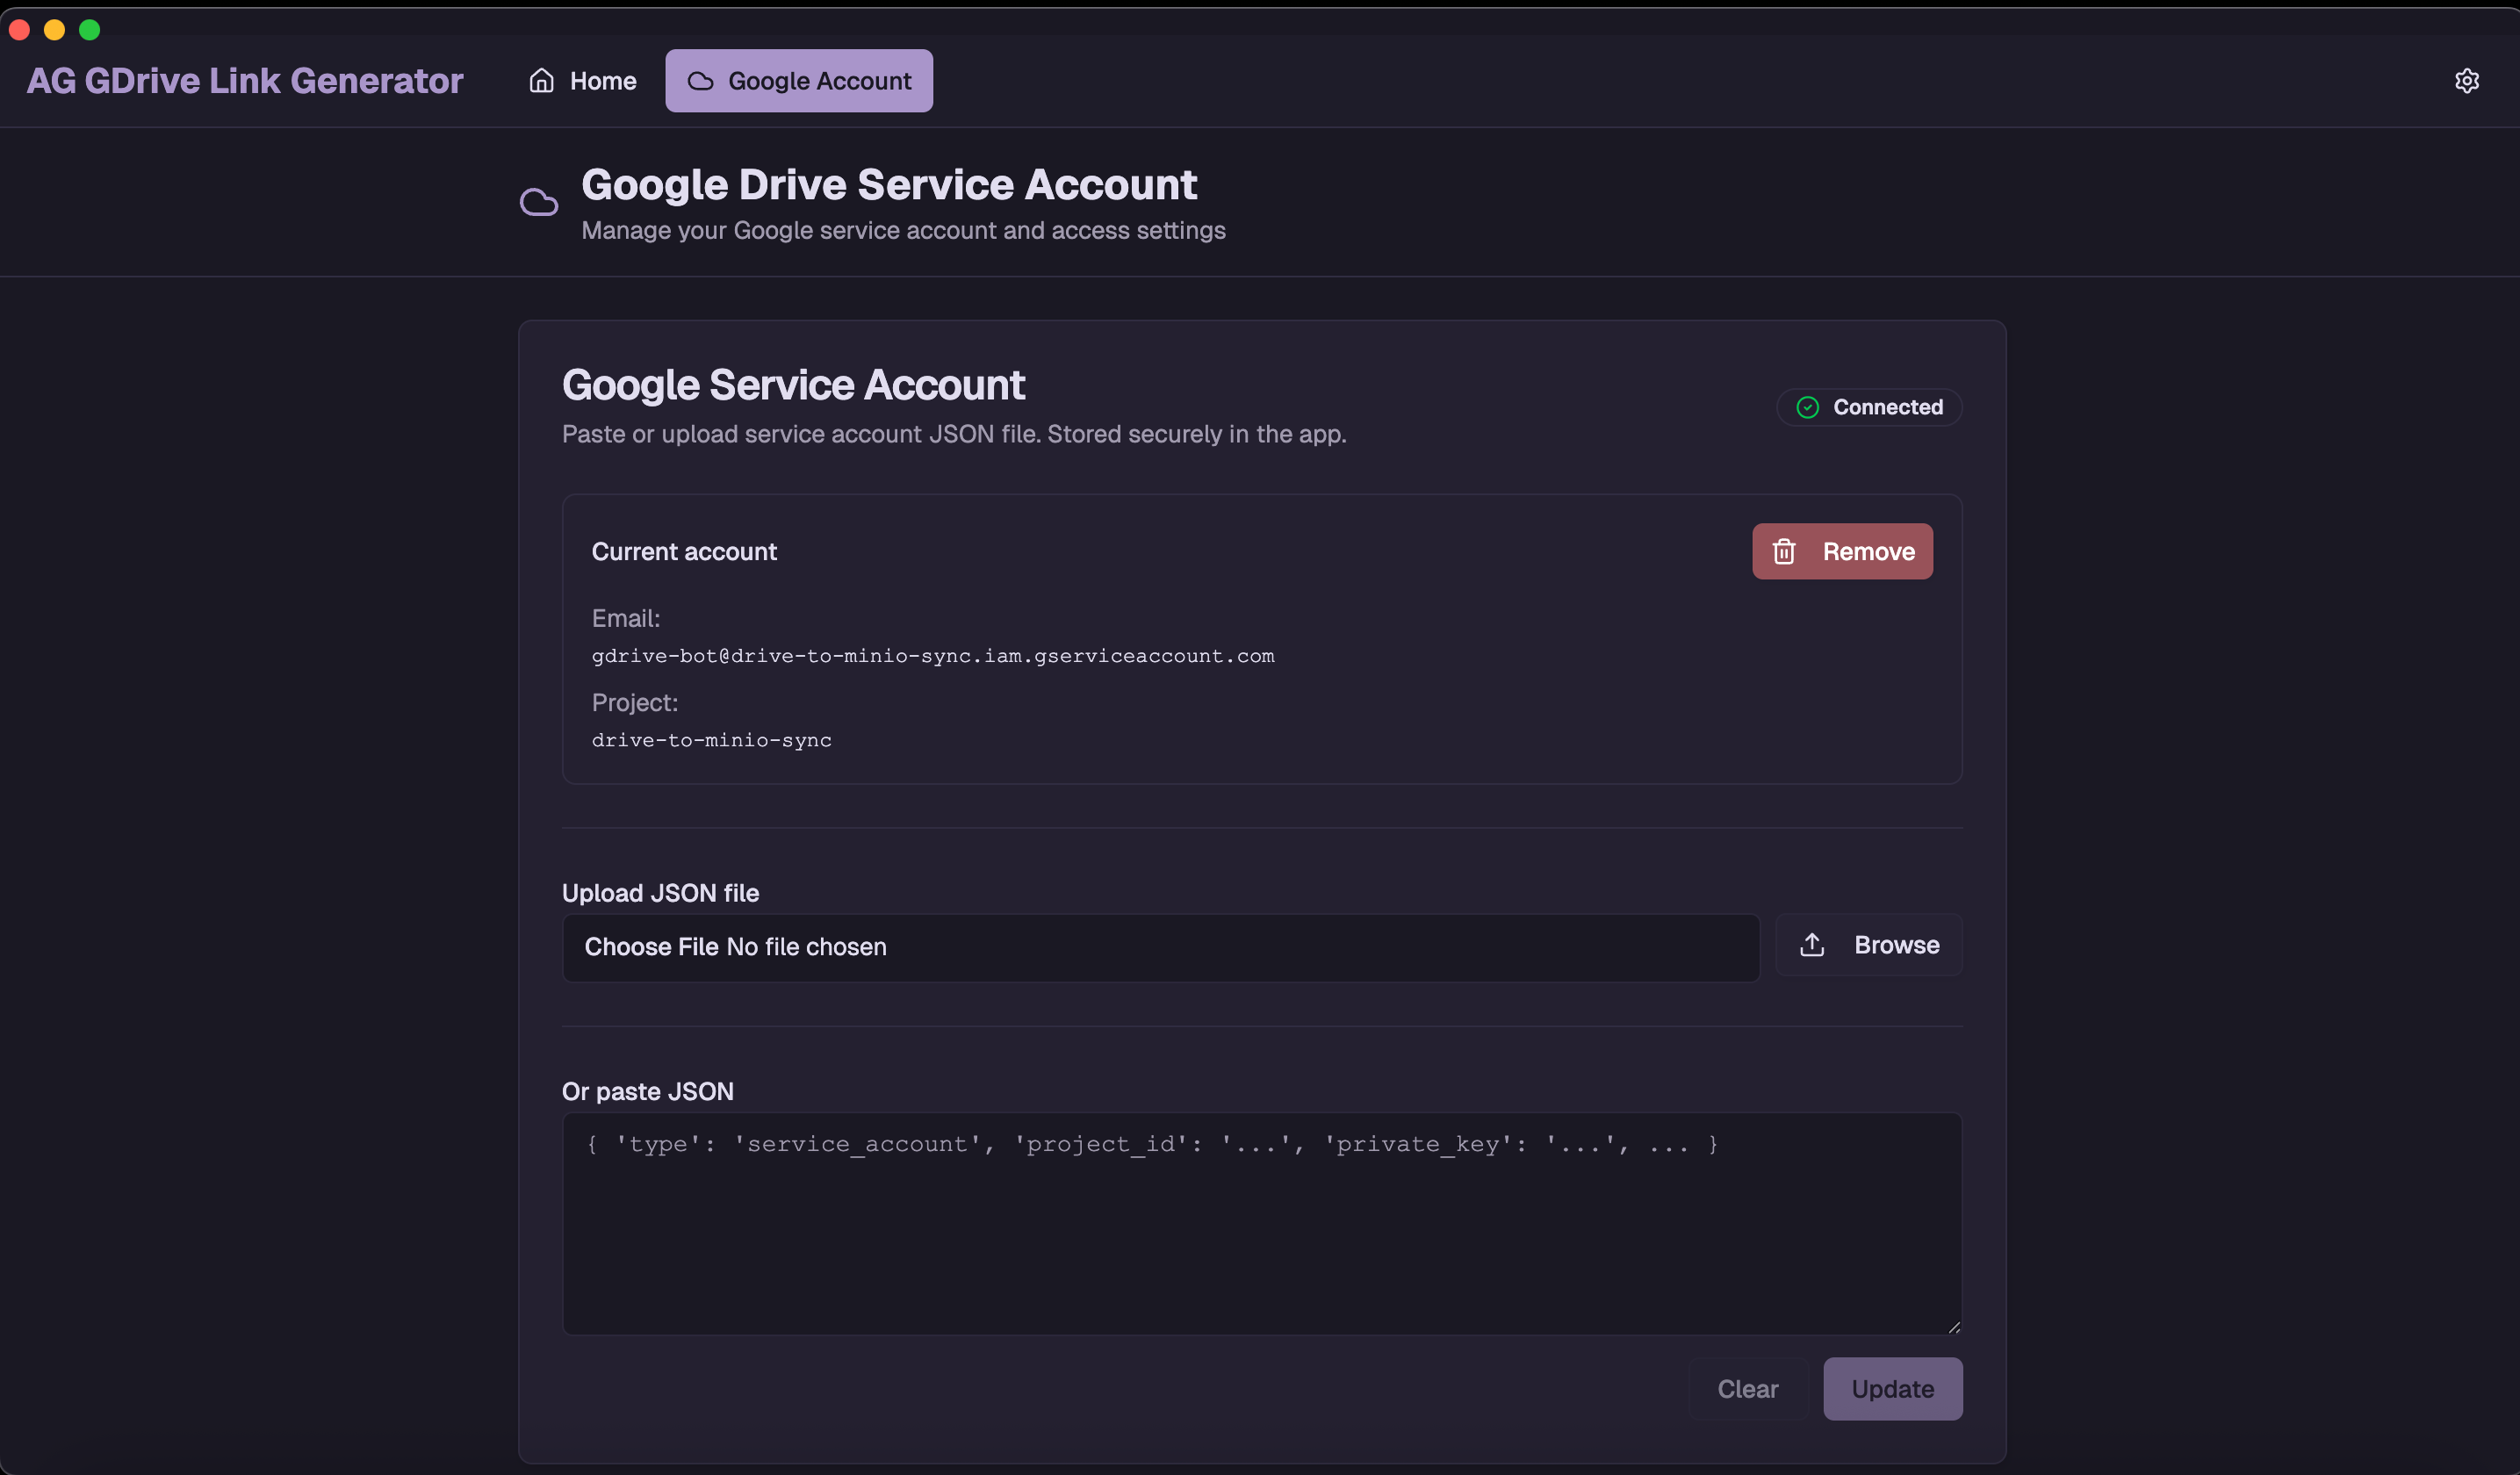 AG GDrive Link Generator
Home
Google Account
Google Drive Service Account
Manage your Google service account and access settings
Google Service Account
Paste or upload service account JSON file. Stored securely in the app.
Connected
Current account
Remove
Email:
gdrive-bot@drive-to-minio-sync.iam.gserviceaccount.com
Project:
drive-to-minio-sync
Upload JSON file
Choose File No file chosen
Browse
Or paste JSON
{ 'type': 'service_account', 'project_id': '...', 'private_key': '...', ... }
Clear
Update